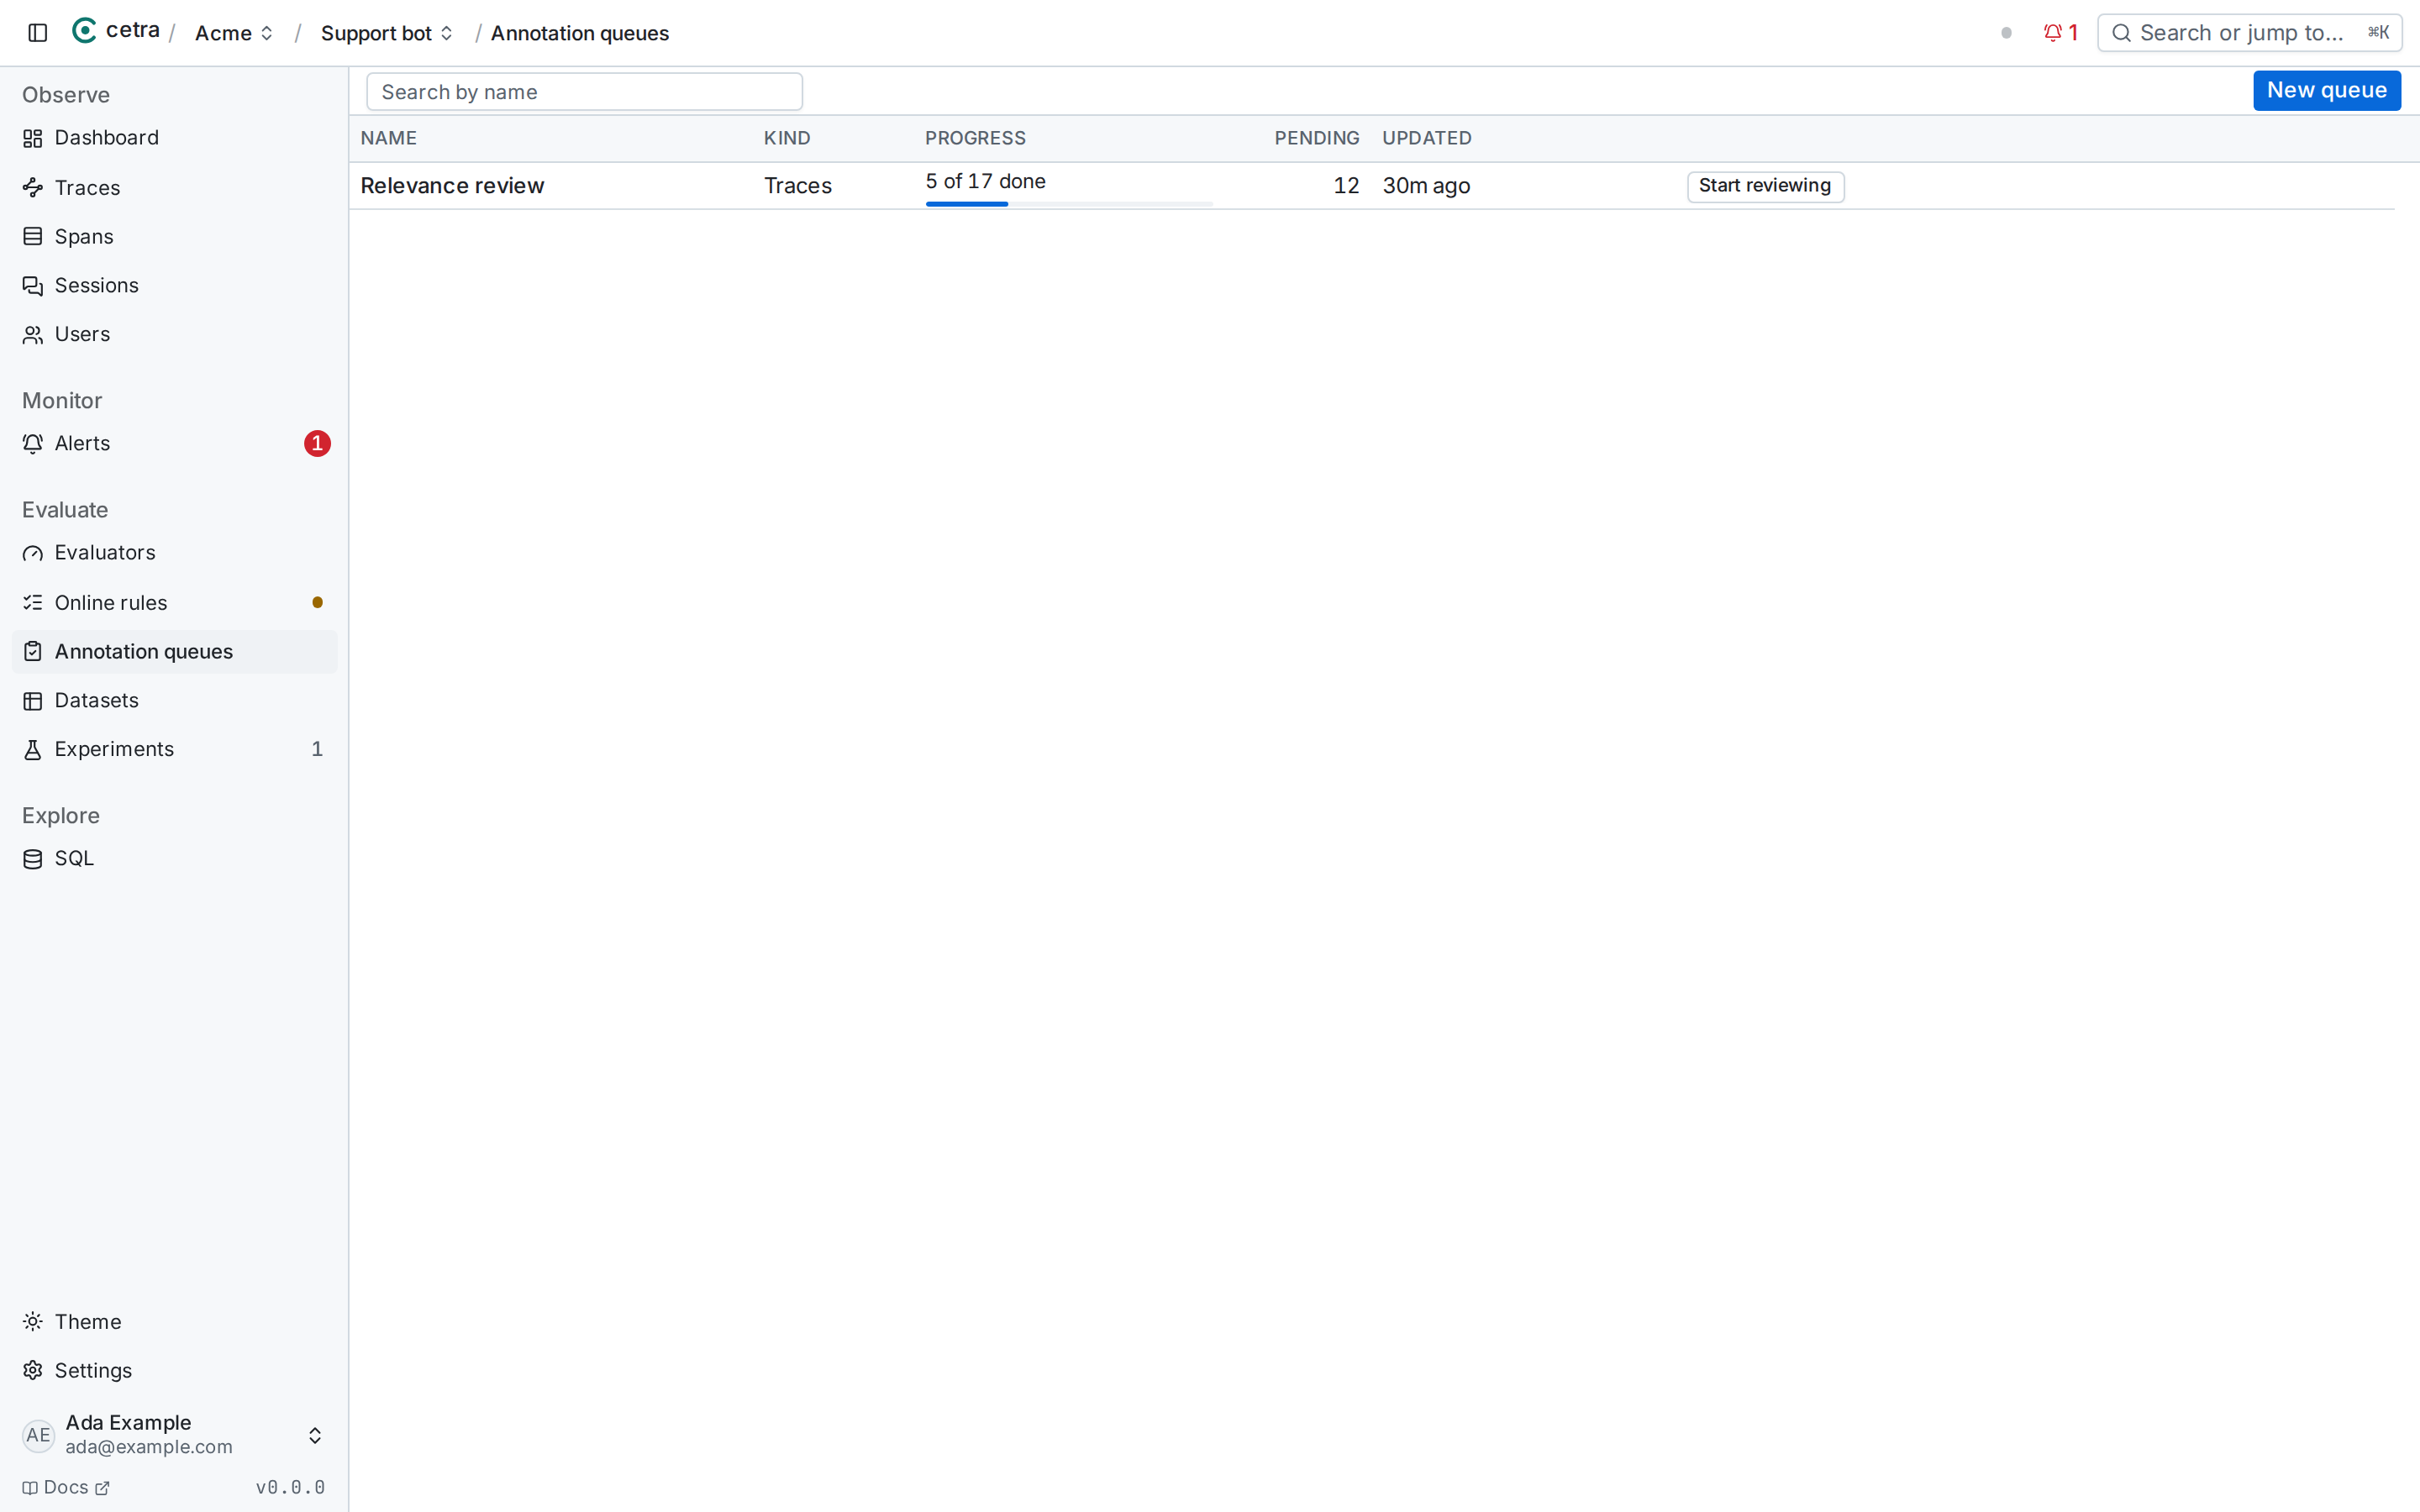 cetra / Acme / Support bot / Annotation queues
1
Search or jump to... ⌘K
Observe
Dashboard
Traces
Spans
Sessions
Users
Monitor
Alerts 1
Evaluate
Evaluators
Online rules
Annotation queues
Datasets
Experiments 1
Explore
SQL
Theme
Settings
AE
Ada Example
ada@example.com
Docs v0.0.0
Search by name
New queue
NAME KIND PROGRESS PENDING UPDATED
Relevance review Traces 5 of 17 done 12 30m ago Start reviewing